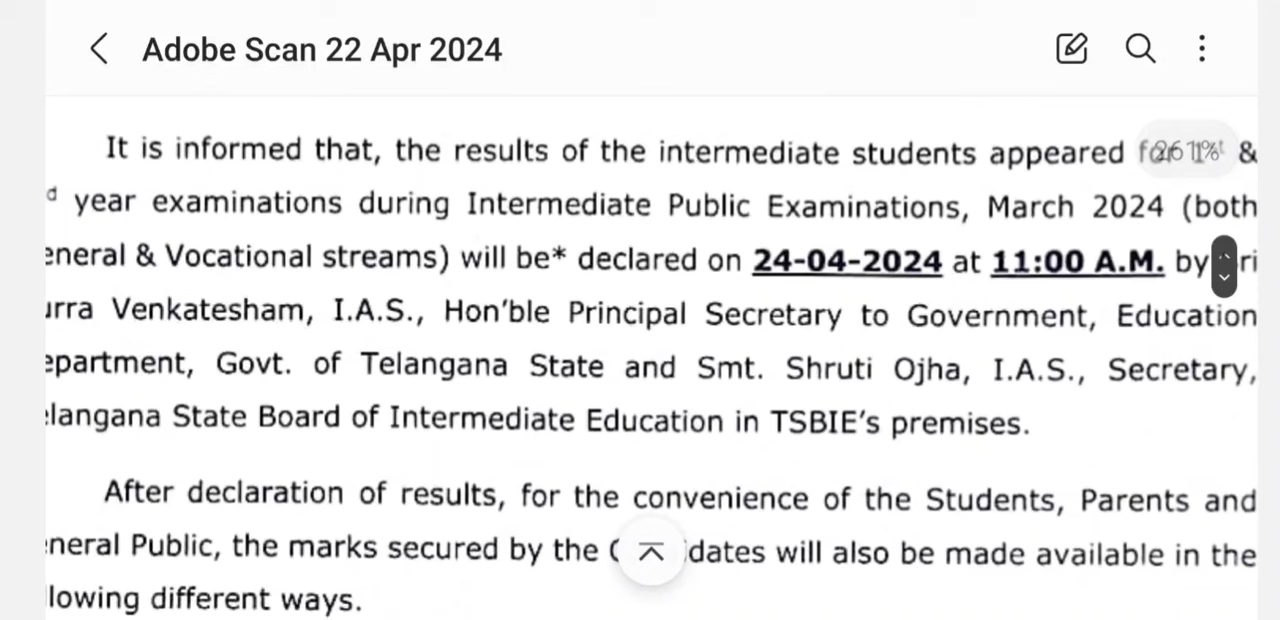 Adobe Scan 22 Apr 2024
It is informed that, the results of the intermediate students appeared &
d year examinations during Intermediate Public Examinations, March 2024 (both
eneral & Vocational streams) will be* declared on 24-04-2024 at 11:00 A.M. by ri
urra Venkatesham, I.A.S., Hon'ble Principal Secretary to Government, Education
epartment, Govt. of Telangana State and Smt. Shruti Ojha, I.A.S., Secretary,
elangana State Board of Intermediate Education in TSBIE's premises.
After declaration of results, for the convenience of the Students, Parents and
eneral Public, the marks secured by the C dates will also be made available in the
llowing different ways.